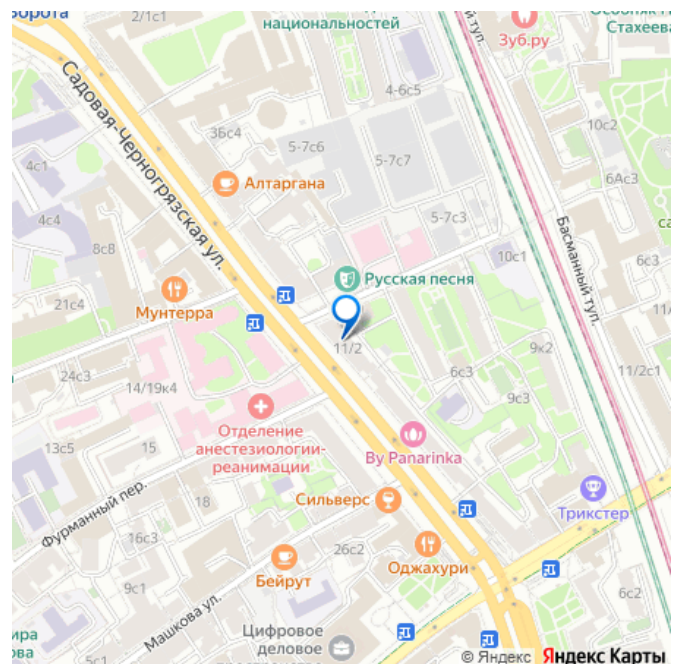 Ворота
2/1с1
национальностей
Зуб.ру
Стахеева
4-6с5
10с2
3Бс4
5-7с6
5-7с7
4с1
6Ас3
Садовая-Черногрязская ул.
Алтаргана
4с4
5-7с3
8с8
10с1
6с3
Басманный туп.
Русская песня
21с4
Мунтерра
11/2
9к2
24с3
14/19к4
6с3
11/2с1
9с3
Отделение
анестезиологии-
реанимации
13с5
15
By Panarinka
Фурманный пер.
18
Сильверс
Трикстер
16с3
26с2
Оджахури
Бейрут
9с1
6с2
Машкова ул.
Цифровое
деловое
© Яндекс Яндекс Карты